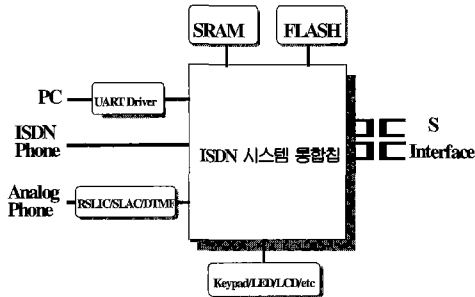 SRAM
FLASH
PC
UART Driver
ISDN
Phone
ISDN 시스템 통합칩
S
Interface
Analog
Phone
RSLIC/SLAC/DTMF
Keypad/LED/LCD/etc